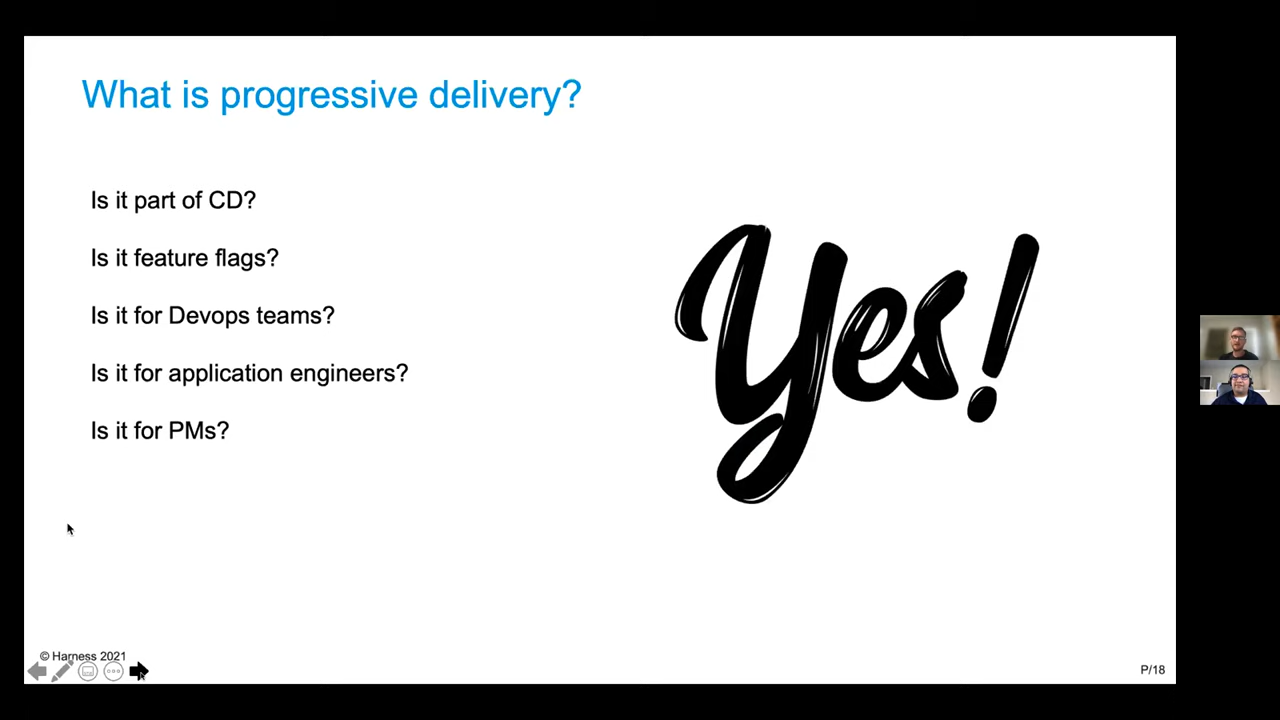 What is progressive delivery?
Is it part of CD?
Is it feature flags?
Is it for Devops teams?
Is it for application engineers?
Is it for PMs?
Yes!
© Harness 2021
P/18